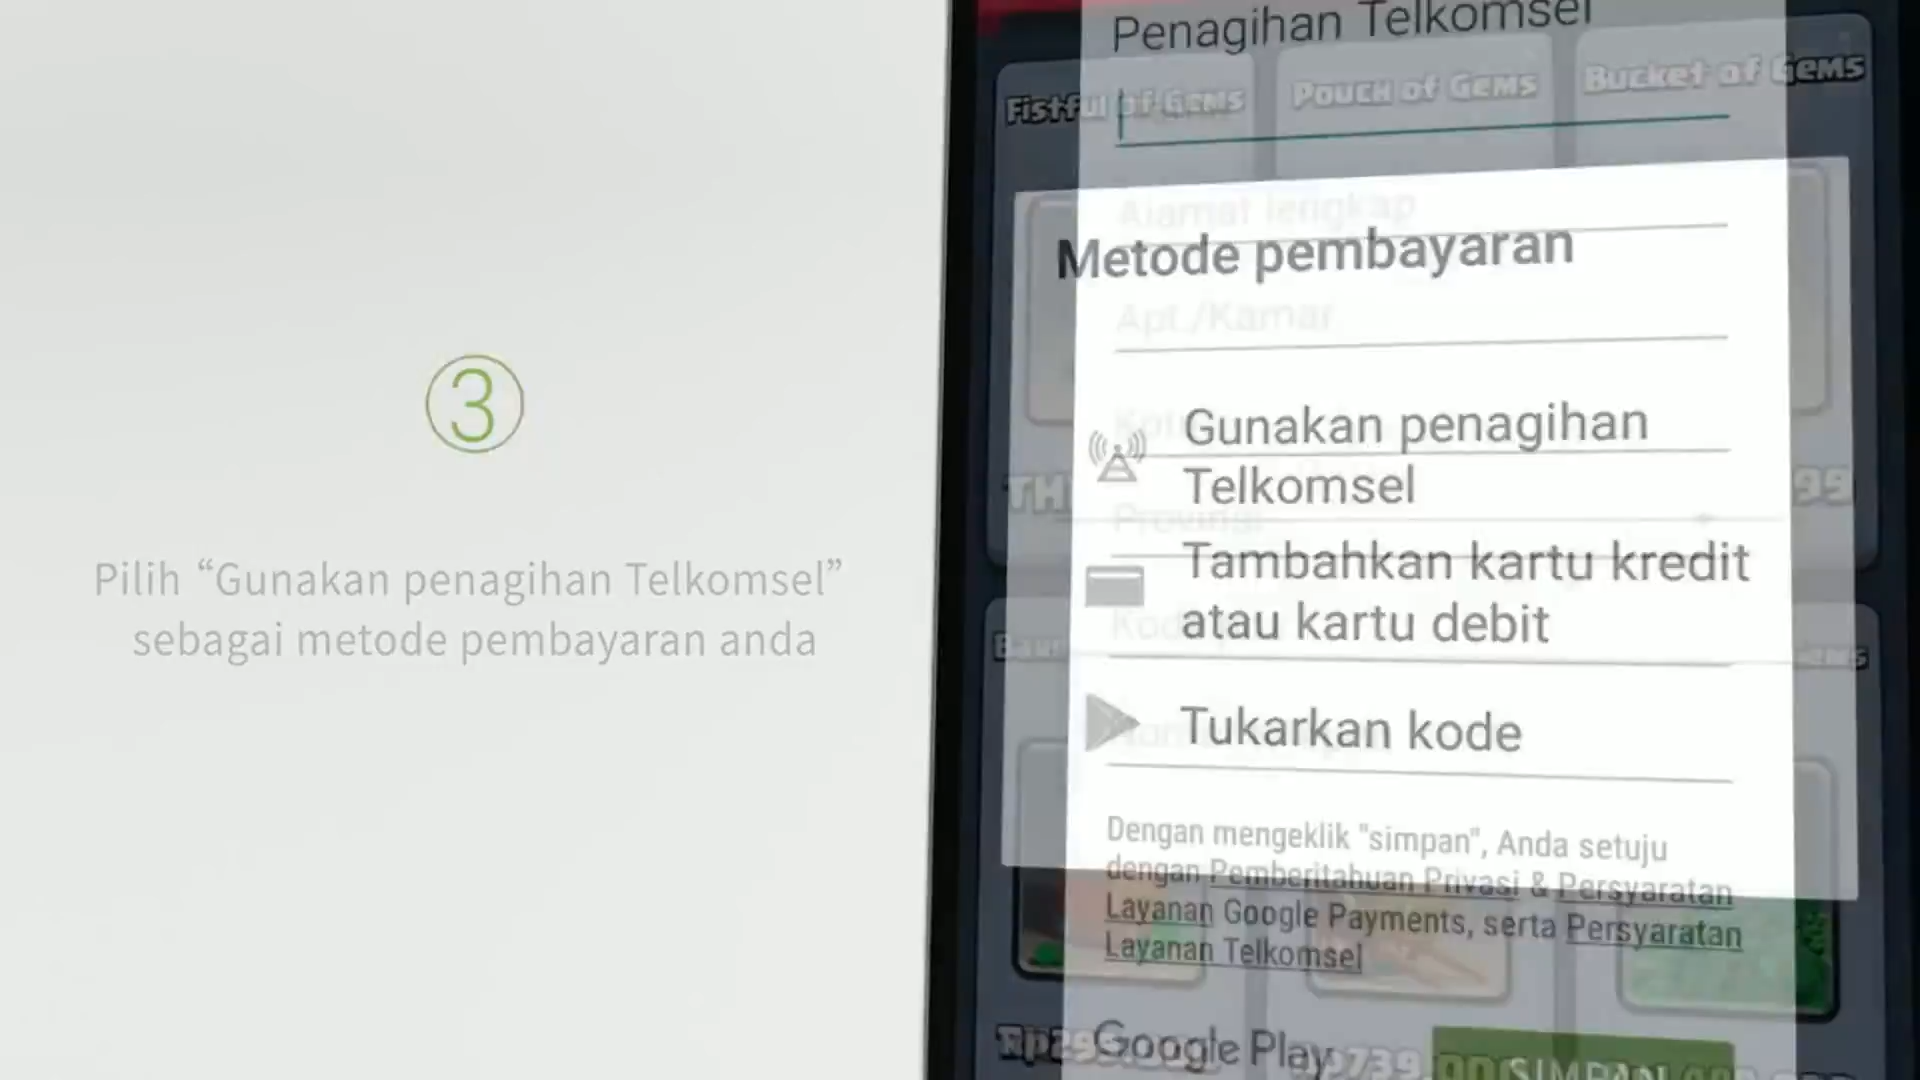 3
Pilih “Gunakan penagihan Telkomsel”
sebagai metode pembayaran anda
Penagihan Telkomsel
Fistful of Gems
Pouch of Gems
Bucket of Gems
Alamat lengkap
Metode pembayaran
Apt./Kamar
Gunakan penagihan
Telkomsel
99
Provinsi
Tambahkan kartu kredit
atau kartu debit
Tukarkan kode
Dengan mengeklik "simpan", Anda setuju
dengan Pemberitahuan Privasi & Persyaratan
Layanan Google Payments, serta Persyaratan
Layanan Telkomsel
Google Play
SIMPAN